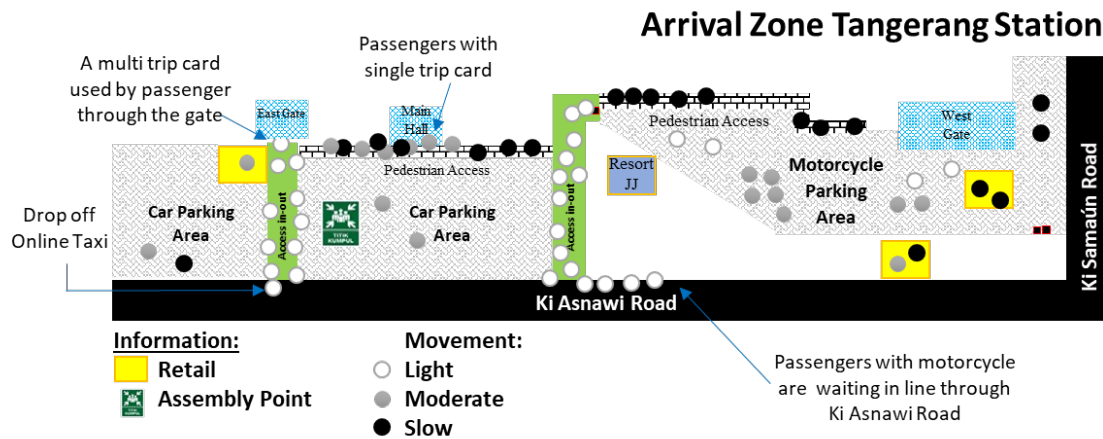 Arrival Zone Tangerang Station
Passengers with
single trip card
A multi trip card
used by passenger
through the gate
East Gate
Main
Hall
Pedestrian Access
Pedestrian Access
West
Gate
Resort
JJ
Motorcycle
Parking
Area
Car Parking
Area
Access in-out
TITIK
KUMPUL
Car Parking
Area
Access in-out
Drop off
Online Taxi
Ki Samaún Road
Ki Asnawi Road
Information:
Retail
Assembly Point
Movement:
Light
Moderate
Slow
Passengers with motorcycle
are waiting in line through
Ki Asnawi Road